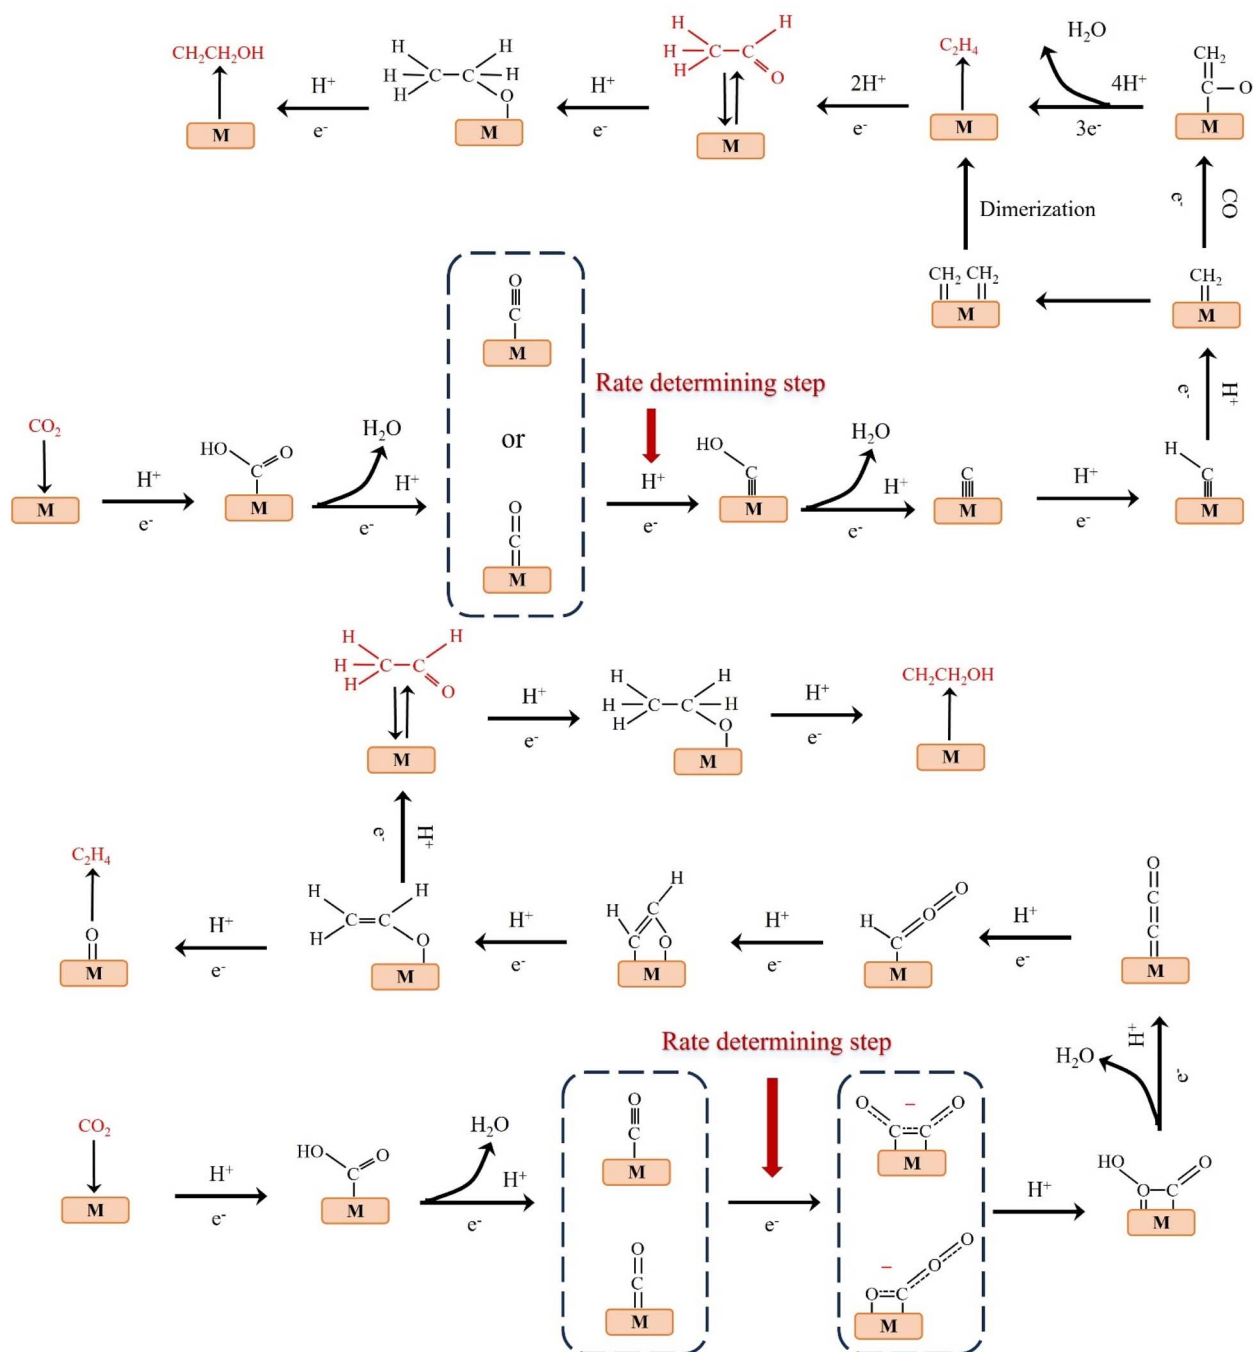 CH₂CH₂OH
M
H⁺
e⁻
H
H
H
H
H
C
C
O
M
H⁺
e⁻
H
H
H
H
C
C
O
M
2H⁺
e⁻
C₂H₄
M
H₂O
4H⁺
3e⁻
CH₂
C
O
M
Dimerization
e⁻
CO
CH₂
CH₂
M
CH₂
M
e⁻
H⁺
CO₂
M
H⁺
e⁻
HO
O
C
M
H₂O
H⁺
e⁻
O
C
M
or
O
C
M
Rate determining step
H⁺
e⁻
HO
C
M
H₂O
H⁺
e⁻
C
M
H⁺
e⁻
H
C
M
H
H
H
H
C
C
O
M
H⁺
e⁻
H
H
H
H
H
C
C
O
M
H⁺
e⁻
CH₂CH₂OH
M
e⁻
H⁺
C₂H₄
O
M
H⁺
e⁻
H
H
H
C
C
O
M
H⁺
e⁻
H
H
C
C
O
M
H⁺
e⁻
H
C
O
O
M
H⁺
e⁻
O
C
C
C
M
Rate determining step
H₂O
H⁺
e⁻
CO₂
M
H⁺
e⁻
HO
O
C
M
H₂O
H⁺
e⁻
O
C
M
O
C
M
e⁻
O
–
O
C
C
M
–
O
O
O
C
M
H⁺
HO
O
O
C
M